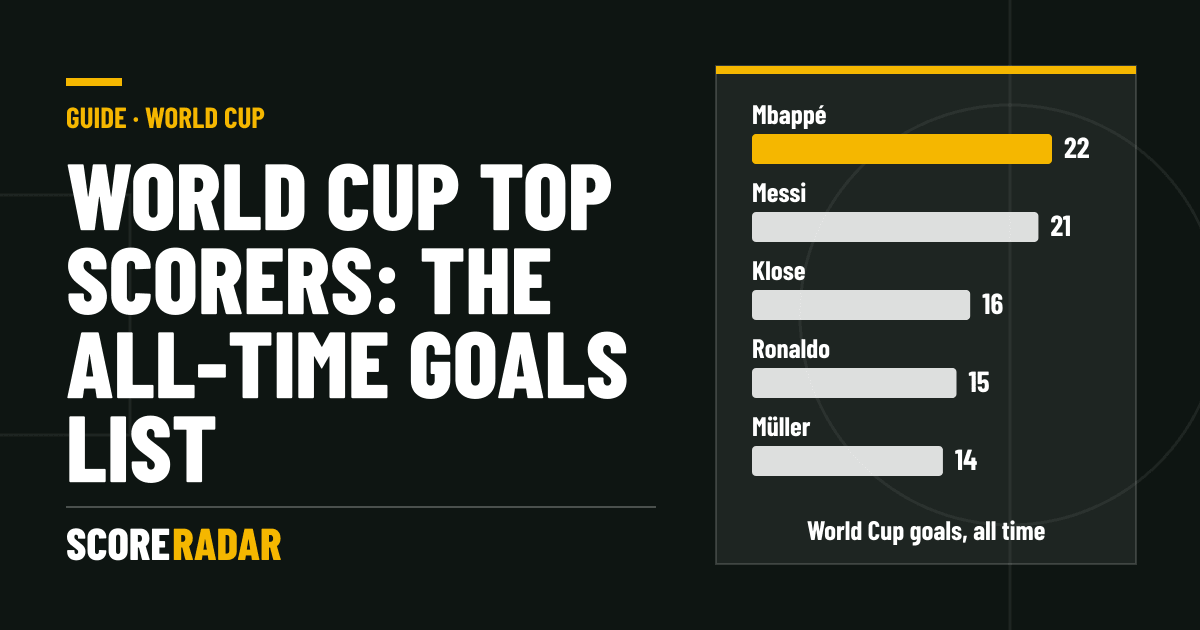 GUIDE · WORLD CUP
WORLD CUP TOP
SCORERS: THE
ALL-TIME GOALS
LIST
SCORERADAR
Mbappé
22
Messi
21
Klose
16
Ronaldo
15
Müller
14
World Cup goals, all time